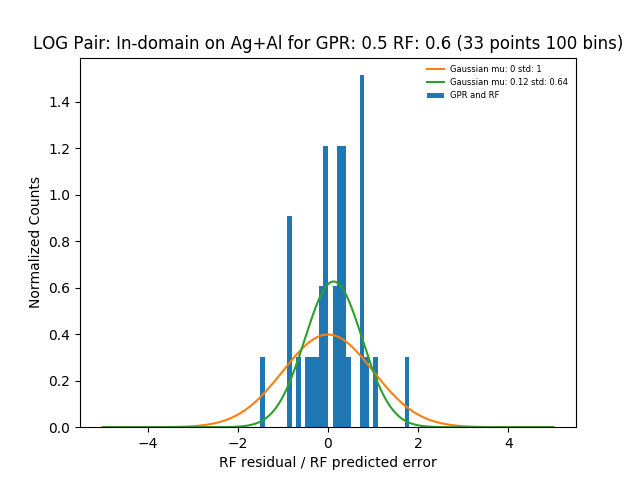 LOG Pair: In-domain on Ag+Al for GPR: 0.5 RF: 0.6 (33 points 100 bins)
Gaussian mu: 0 std: 1
Gaussian mu: 0.12 std: 0.64
GPR and RF
Normalized Counts
1.4
1.2
1.0
0.8
0.6
0.4
0.2
0.0
−4 −2 0 2 4
RF residual / RF predicted error